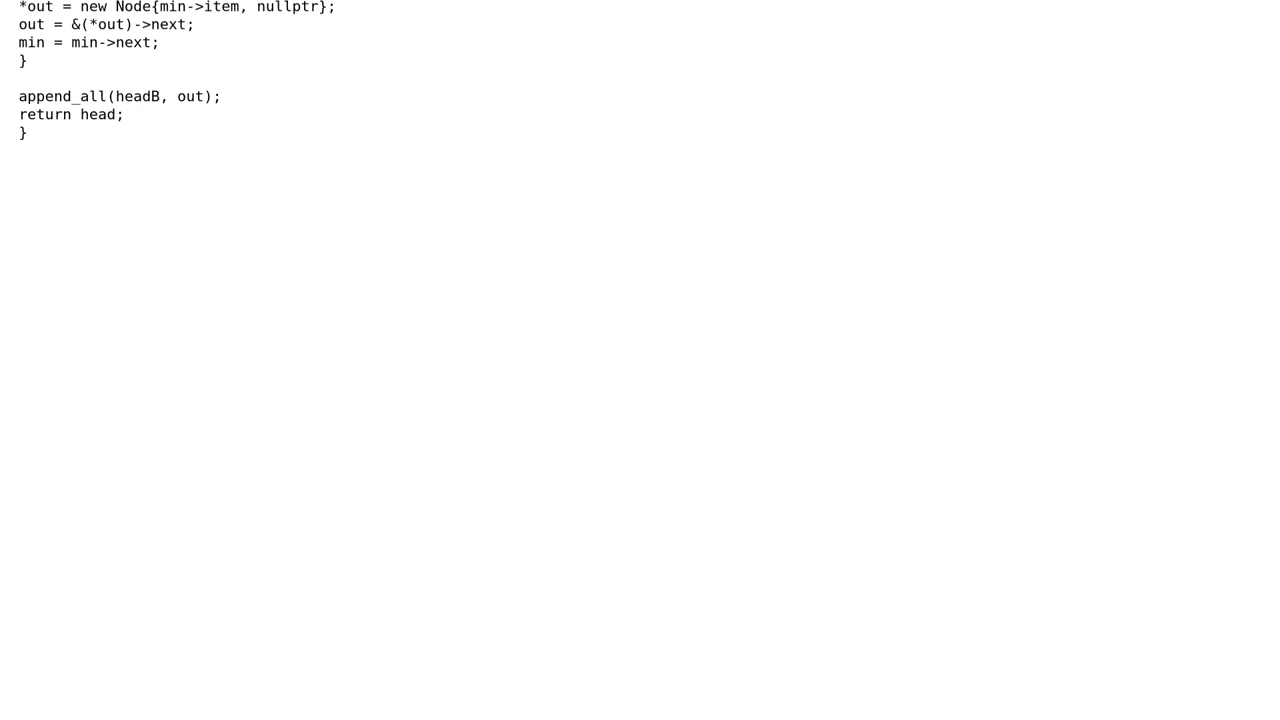 *out = new Node{min->item, nullptr};
out = &(*out)->next;
min = min->next;
}

append_all(headB, out);
return head;
}